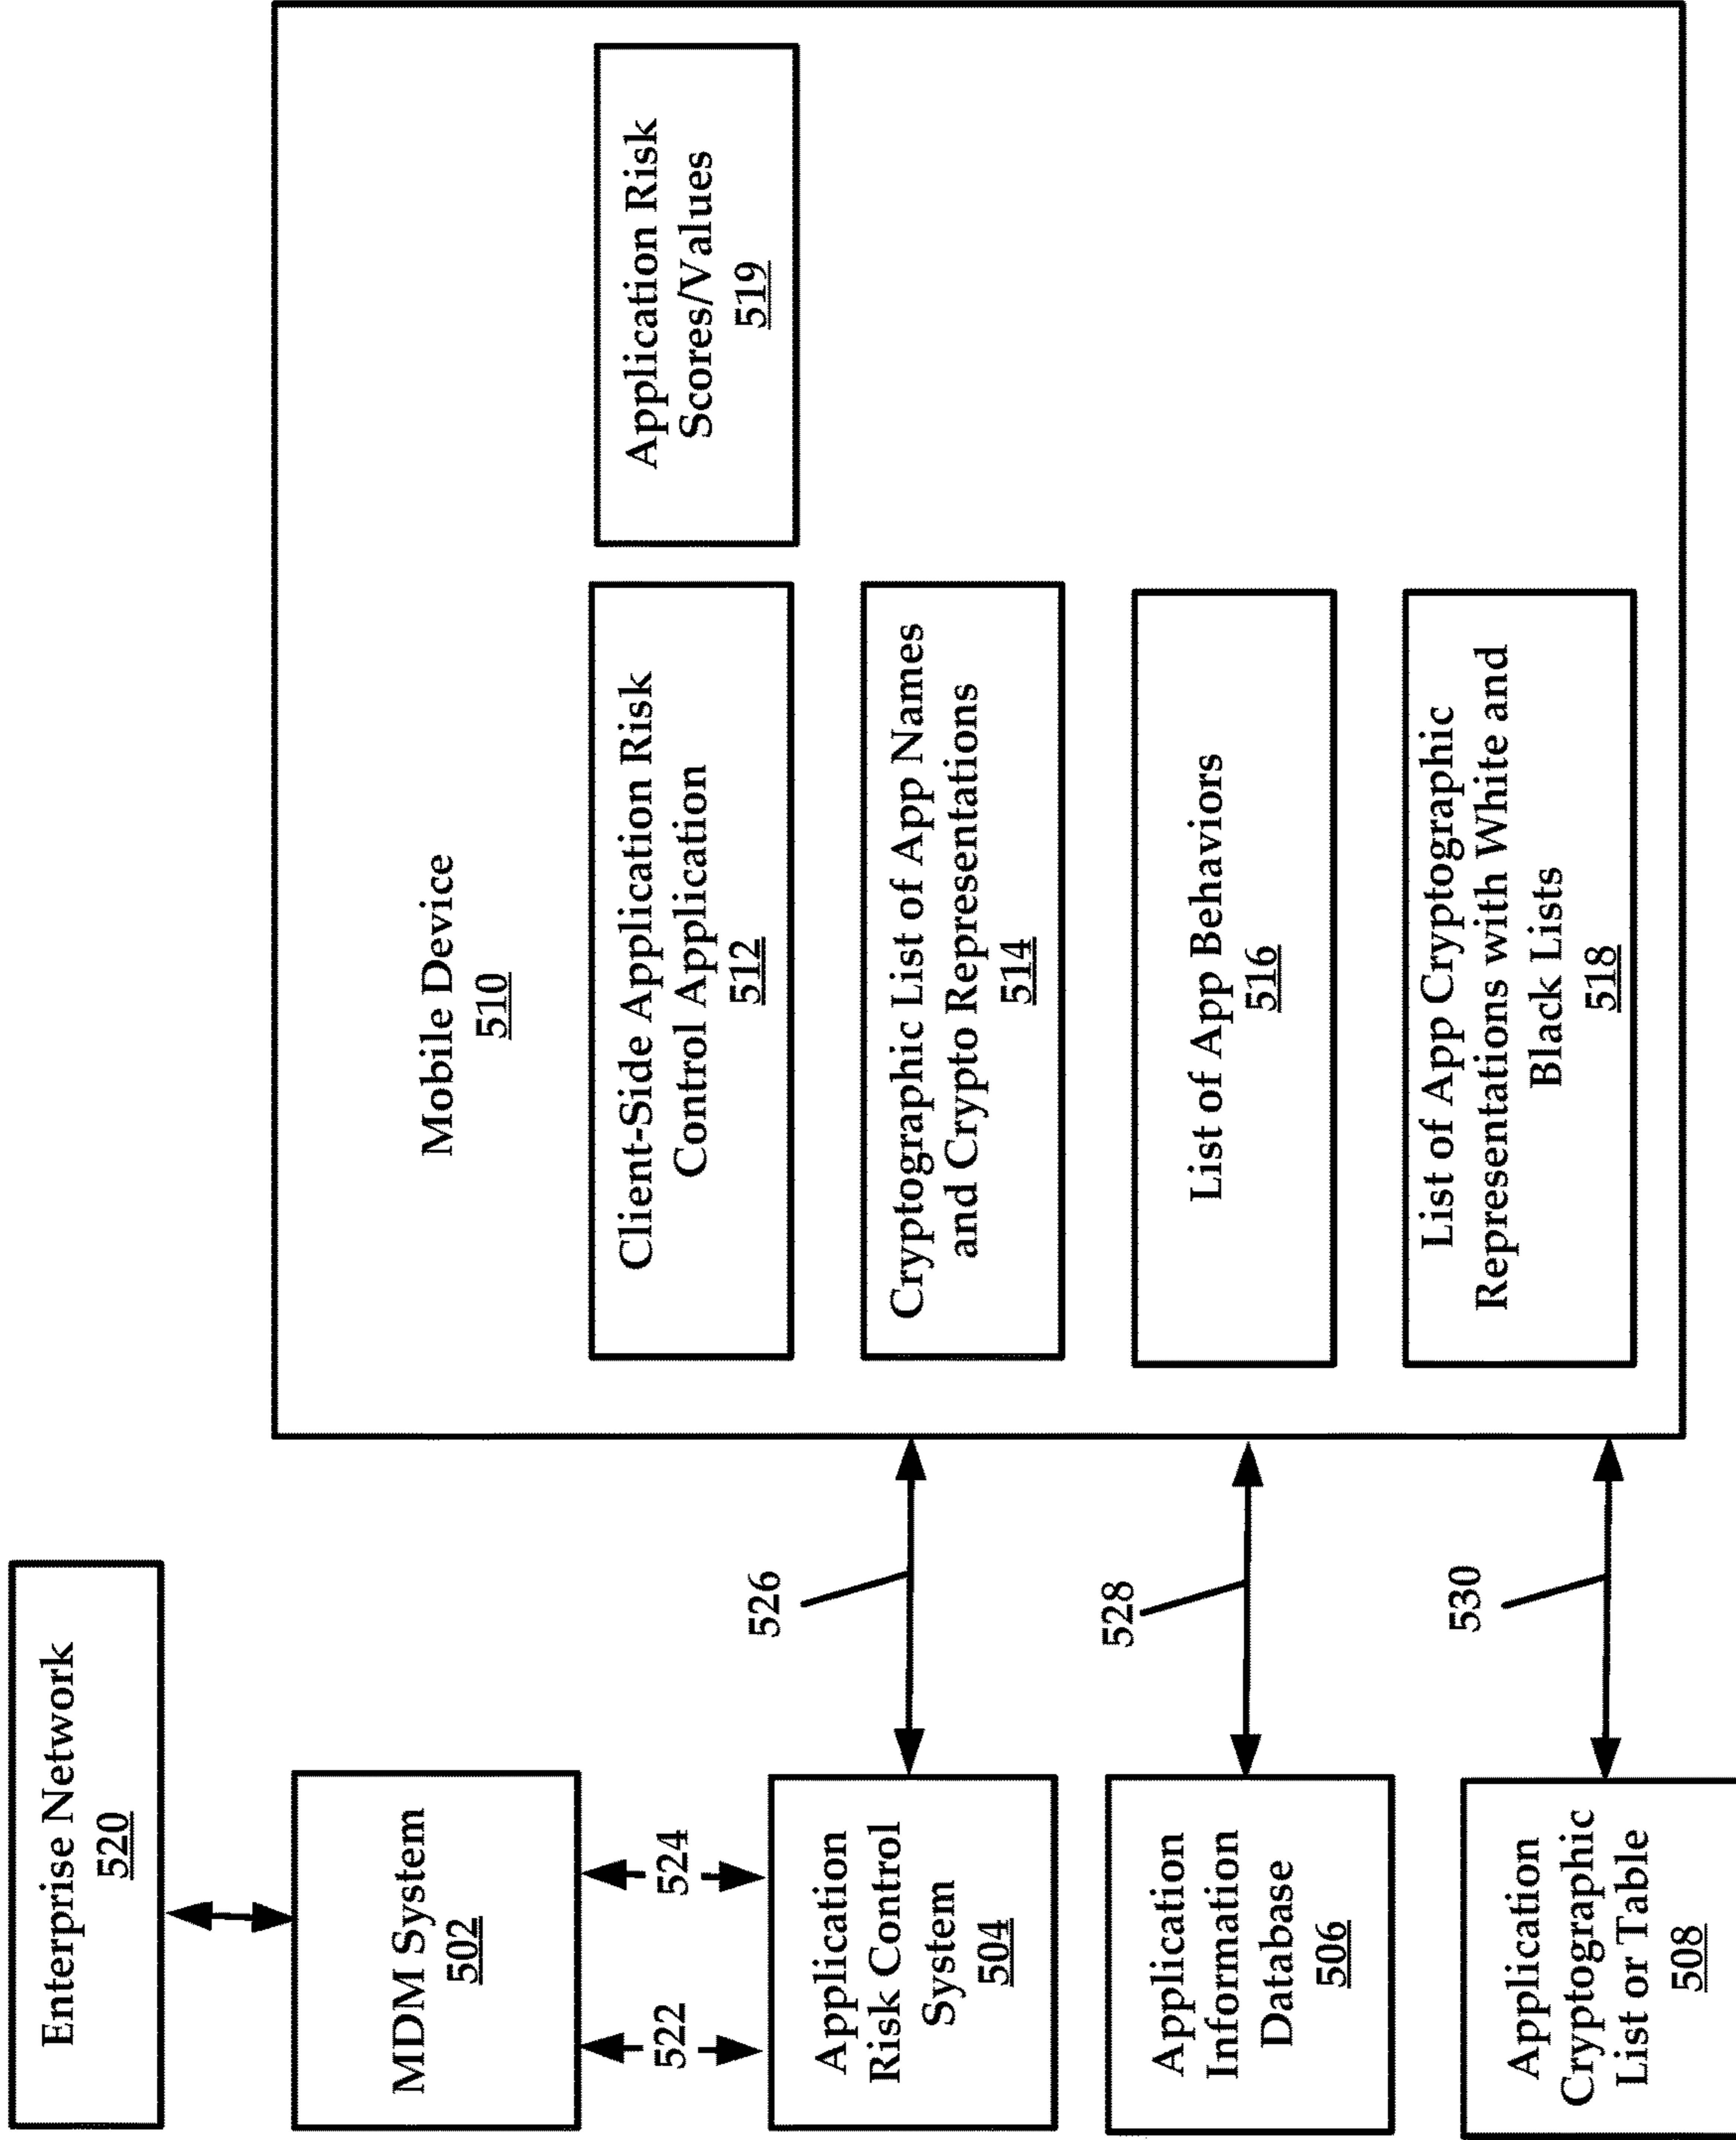 Enterprise Network
520
MDM System
502
522
524
Application
Risk Control
System
504
Application
Information
Database
506
Application
Cryptographic
List or Table
508
526
528
530
Mobile Device
510
Client-Side Application Risk
Control Application
512
Application Risk
Scores/Values
519
Cryptographic List of App Names
and Crypto Representations
514
List of App Behaviors
516
List of App Cryptographic
Representations with White and
Black Lists
518